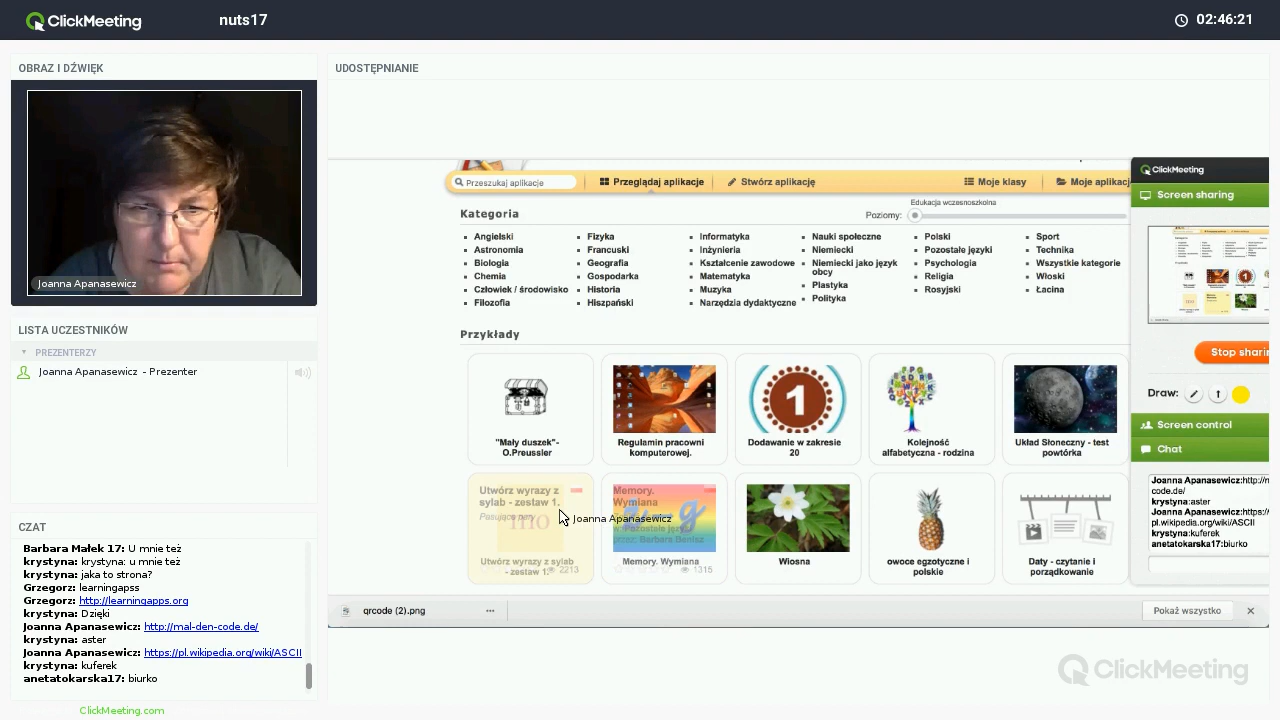 ClickMeeting
nuts17
02:46:21
OBRAZ I DŹWIĘK
Joanna Apanasewicz
LISTA UCZESTNIKÓW
PREZENTERZY
Joanna Apanasewicz - Prezenter
CZAT
Barbara Małek 17: U mnie też
krystyna: krystyna: u mnie też
krystyna: jaka to strona?
Grzegorz: learningapss
Grzegorz: http://learningapps.org
krystyna: Dzięki
Joanna Apanasewicz: http://mal-den-code.de/
krystyna: aster
Joanna Apanasewicz: https://pl.wikipedia.org/wiki/ASCII
krystyna: kuferek
anetatokarska17: biurko
ClickMeeting.com
UDOSTĘPNIANIE
Przeszukaj aplikacje
Przeglądaj aplikacje
Stwórz aplikację
Moje klasy
Moje aplikacj
Edukacja wczesnoszkolna
Kategoria
Poziomy:
Angielski
Astronomia
Biologia
Chemia
Człowiek / środowisko
Filozofia
Fizyka
Francuski
Geografia
Gospodarka
Historia
Hiszpański
Informatyka
Inżynieria
Kształcenie zawodowe
Matematyka
Muzyka
Narzędzia dydaktyczne
Nauki społeczne
Niemiecki
Niemiecki jako język
obcy
Plastyka
Polityka
Polski
Pozostałe języki
Psychologia
Religia
Rosyjski
Sport
Technika
Wszystkie kategorie
Włoski
Łacina
Przykłady
"Mały duszek"-
O.Preussler
Regulamin pracowni
komputerowej.
1
Dodawanie w zakresie
20
Kolejność
alfabetyczna - rodzina
Układ Słoneczny - test
powtórka
Utwórz wyrazy z
sylab - zestaw 1.
Pasujące pary
mo
Utwórz wyrazy z sylab
- zestaw 1.
2213
Memory.
Wymiana
Joanna Apanasewicz
Memory. Wymiana
1315
Wiosna
owoce egzotyczne i
polskie
Daty - czytanie i
porządkowanie
ClickMeeting
Screen sharing
Stop sharin
Draw:
Screen control
Chat
Joanna Apanasewicz:http://m
code.de/
krystyna:aster
Joanna Apanasewicz:https:/
pl.wikipedia.org/wiki/ASCII
krystyna:kuferek
anetatokarska17:biurko
qrcode (2).png
Pokaż wszystko
ClickMeeting